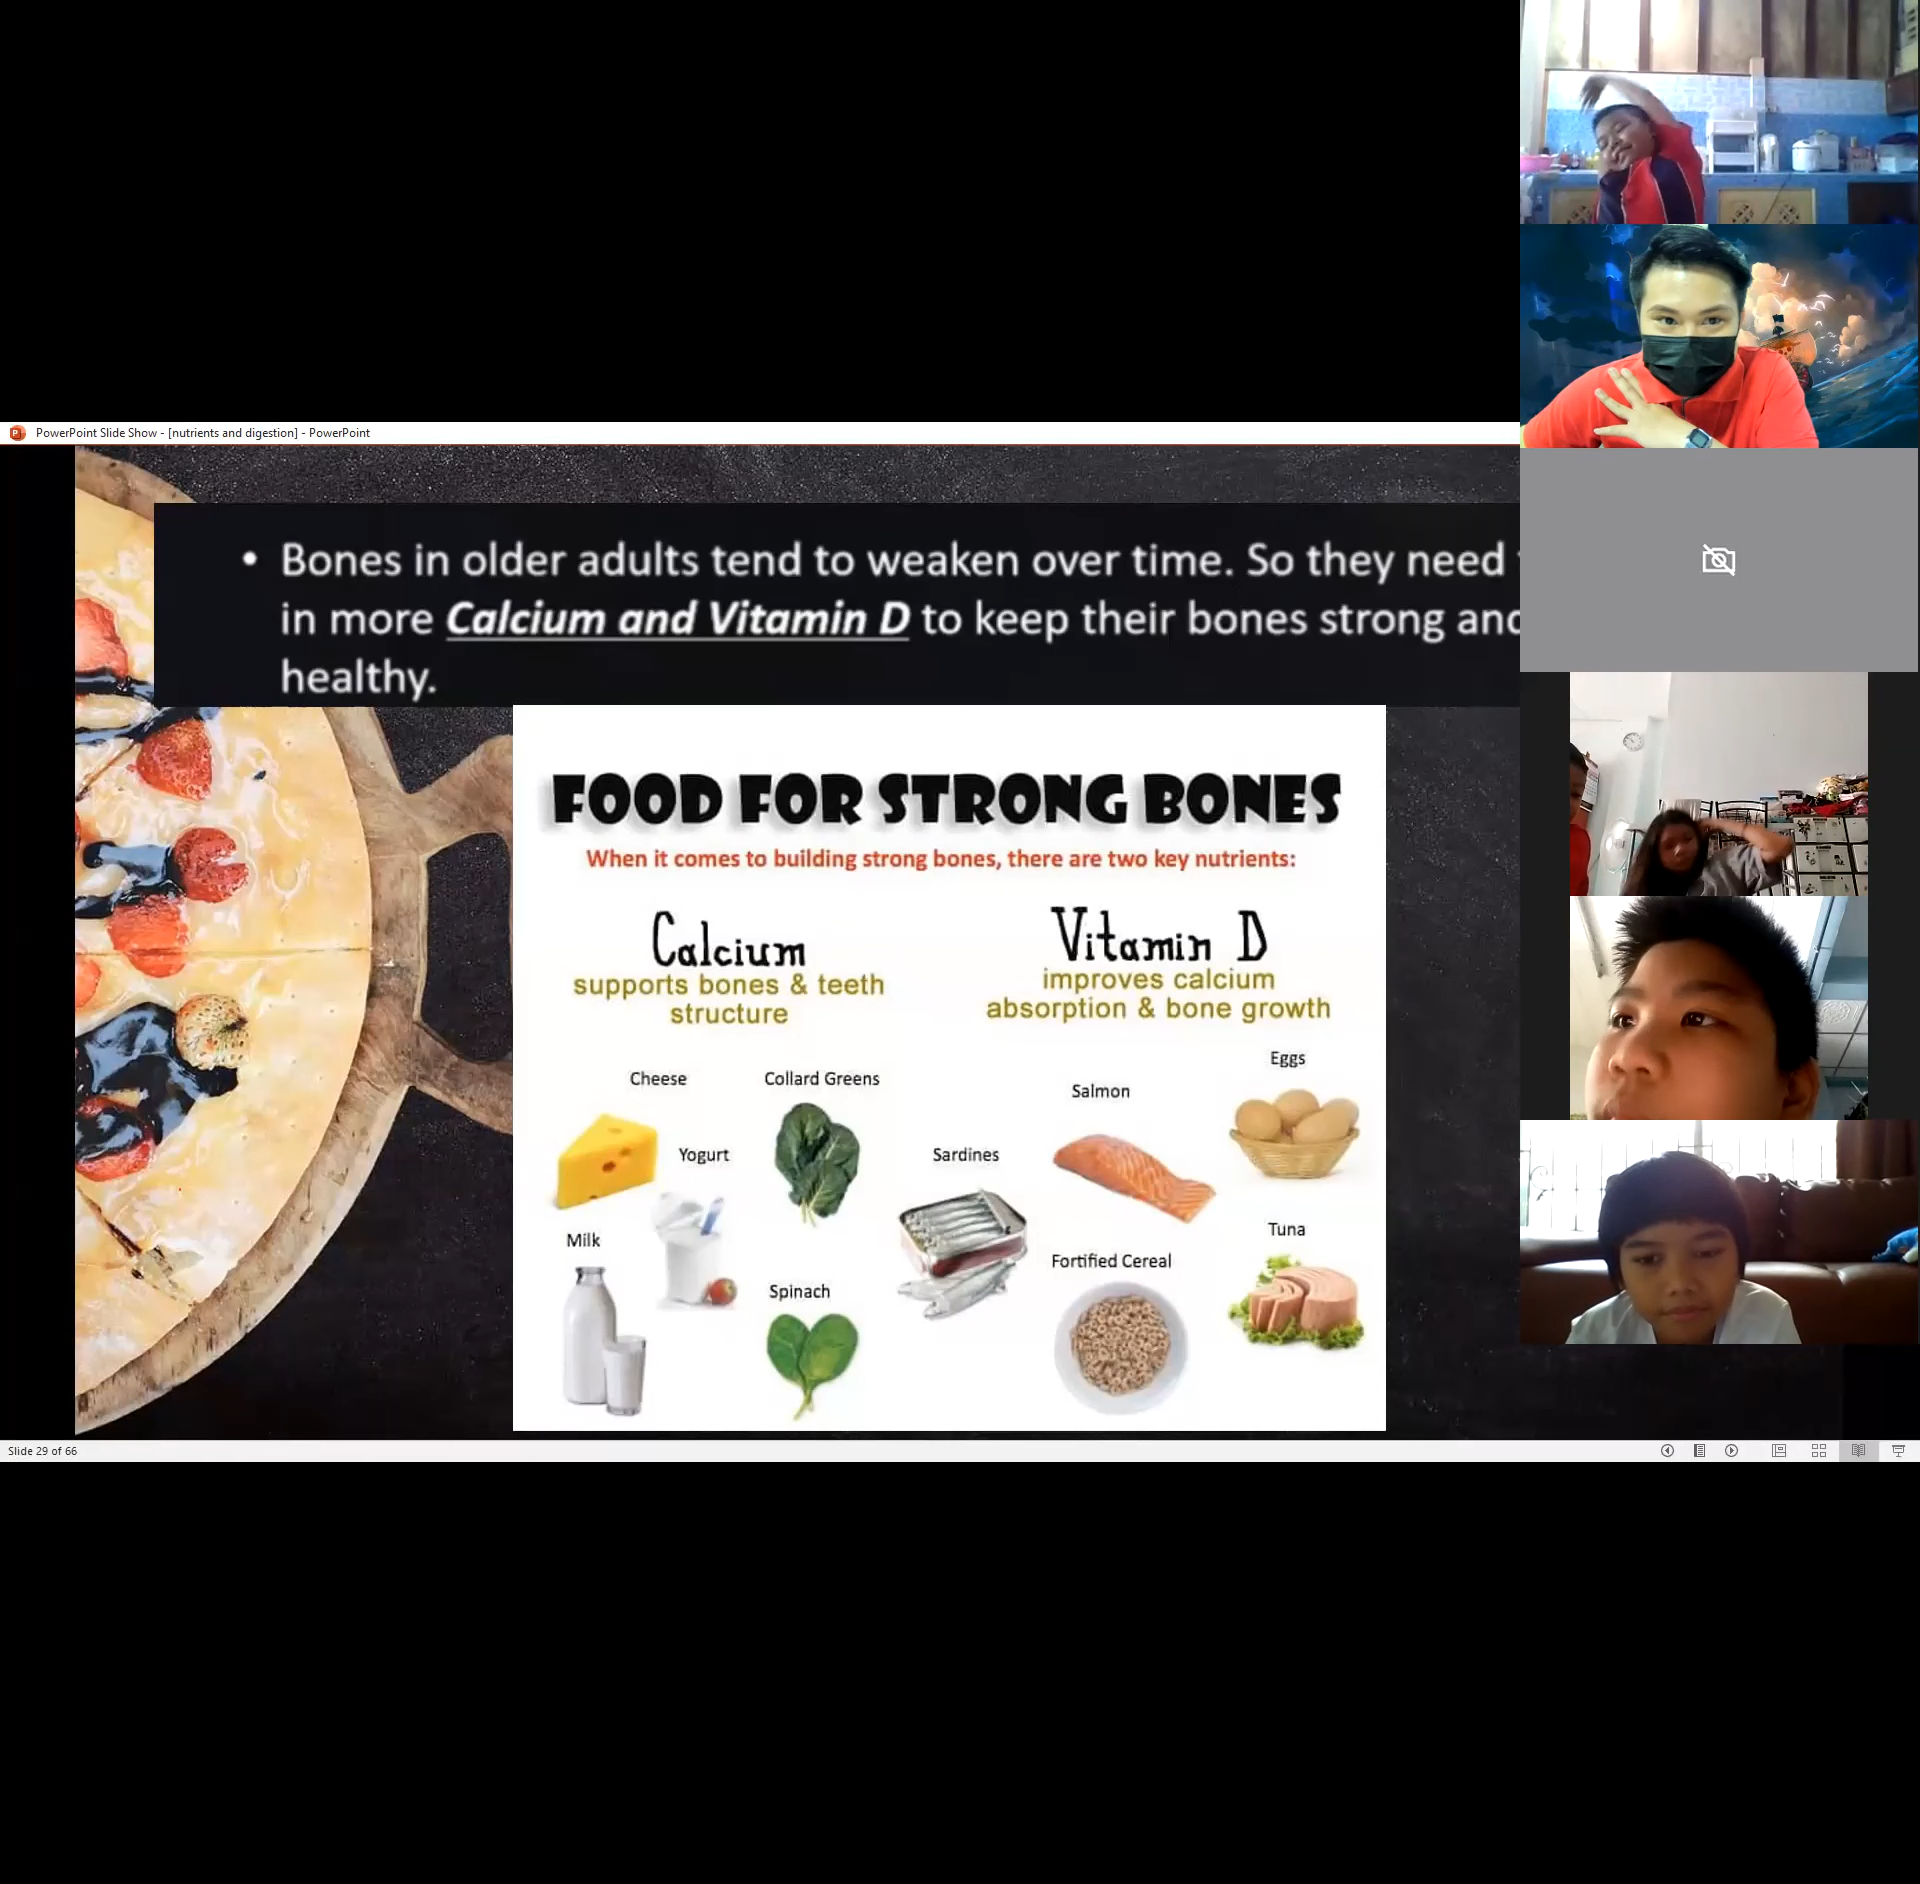 PowerPoint Slide Show - [nutrients and digestion] - PowerPoint
• Bones in older adults tend to weaken over time. So they need
in more Calcium and Vitamin D to keep their bones strong and
healthy.
FOOD FOR STRONG BONES
When it comes to building strong bones, there are two key nutrients:
Calcium
supports bones & teeth
structure
Vitamin D
improves calcium
absorption & bone growth
Cheese
Collard Greens
Yogurt
Milk
Spinach
Sardines
Salmon
Eggs
Fortified Cereal
Tuna
Slide 29 of 66